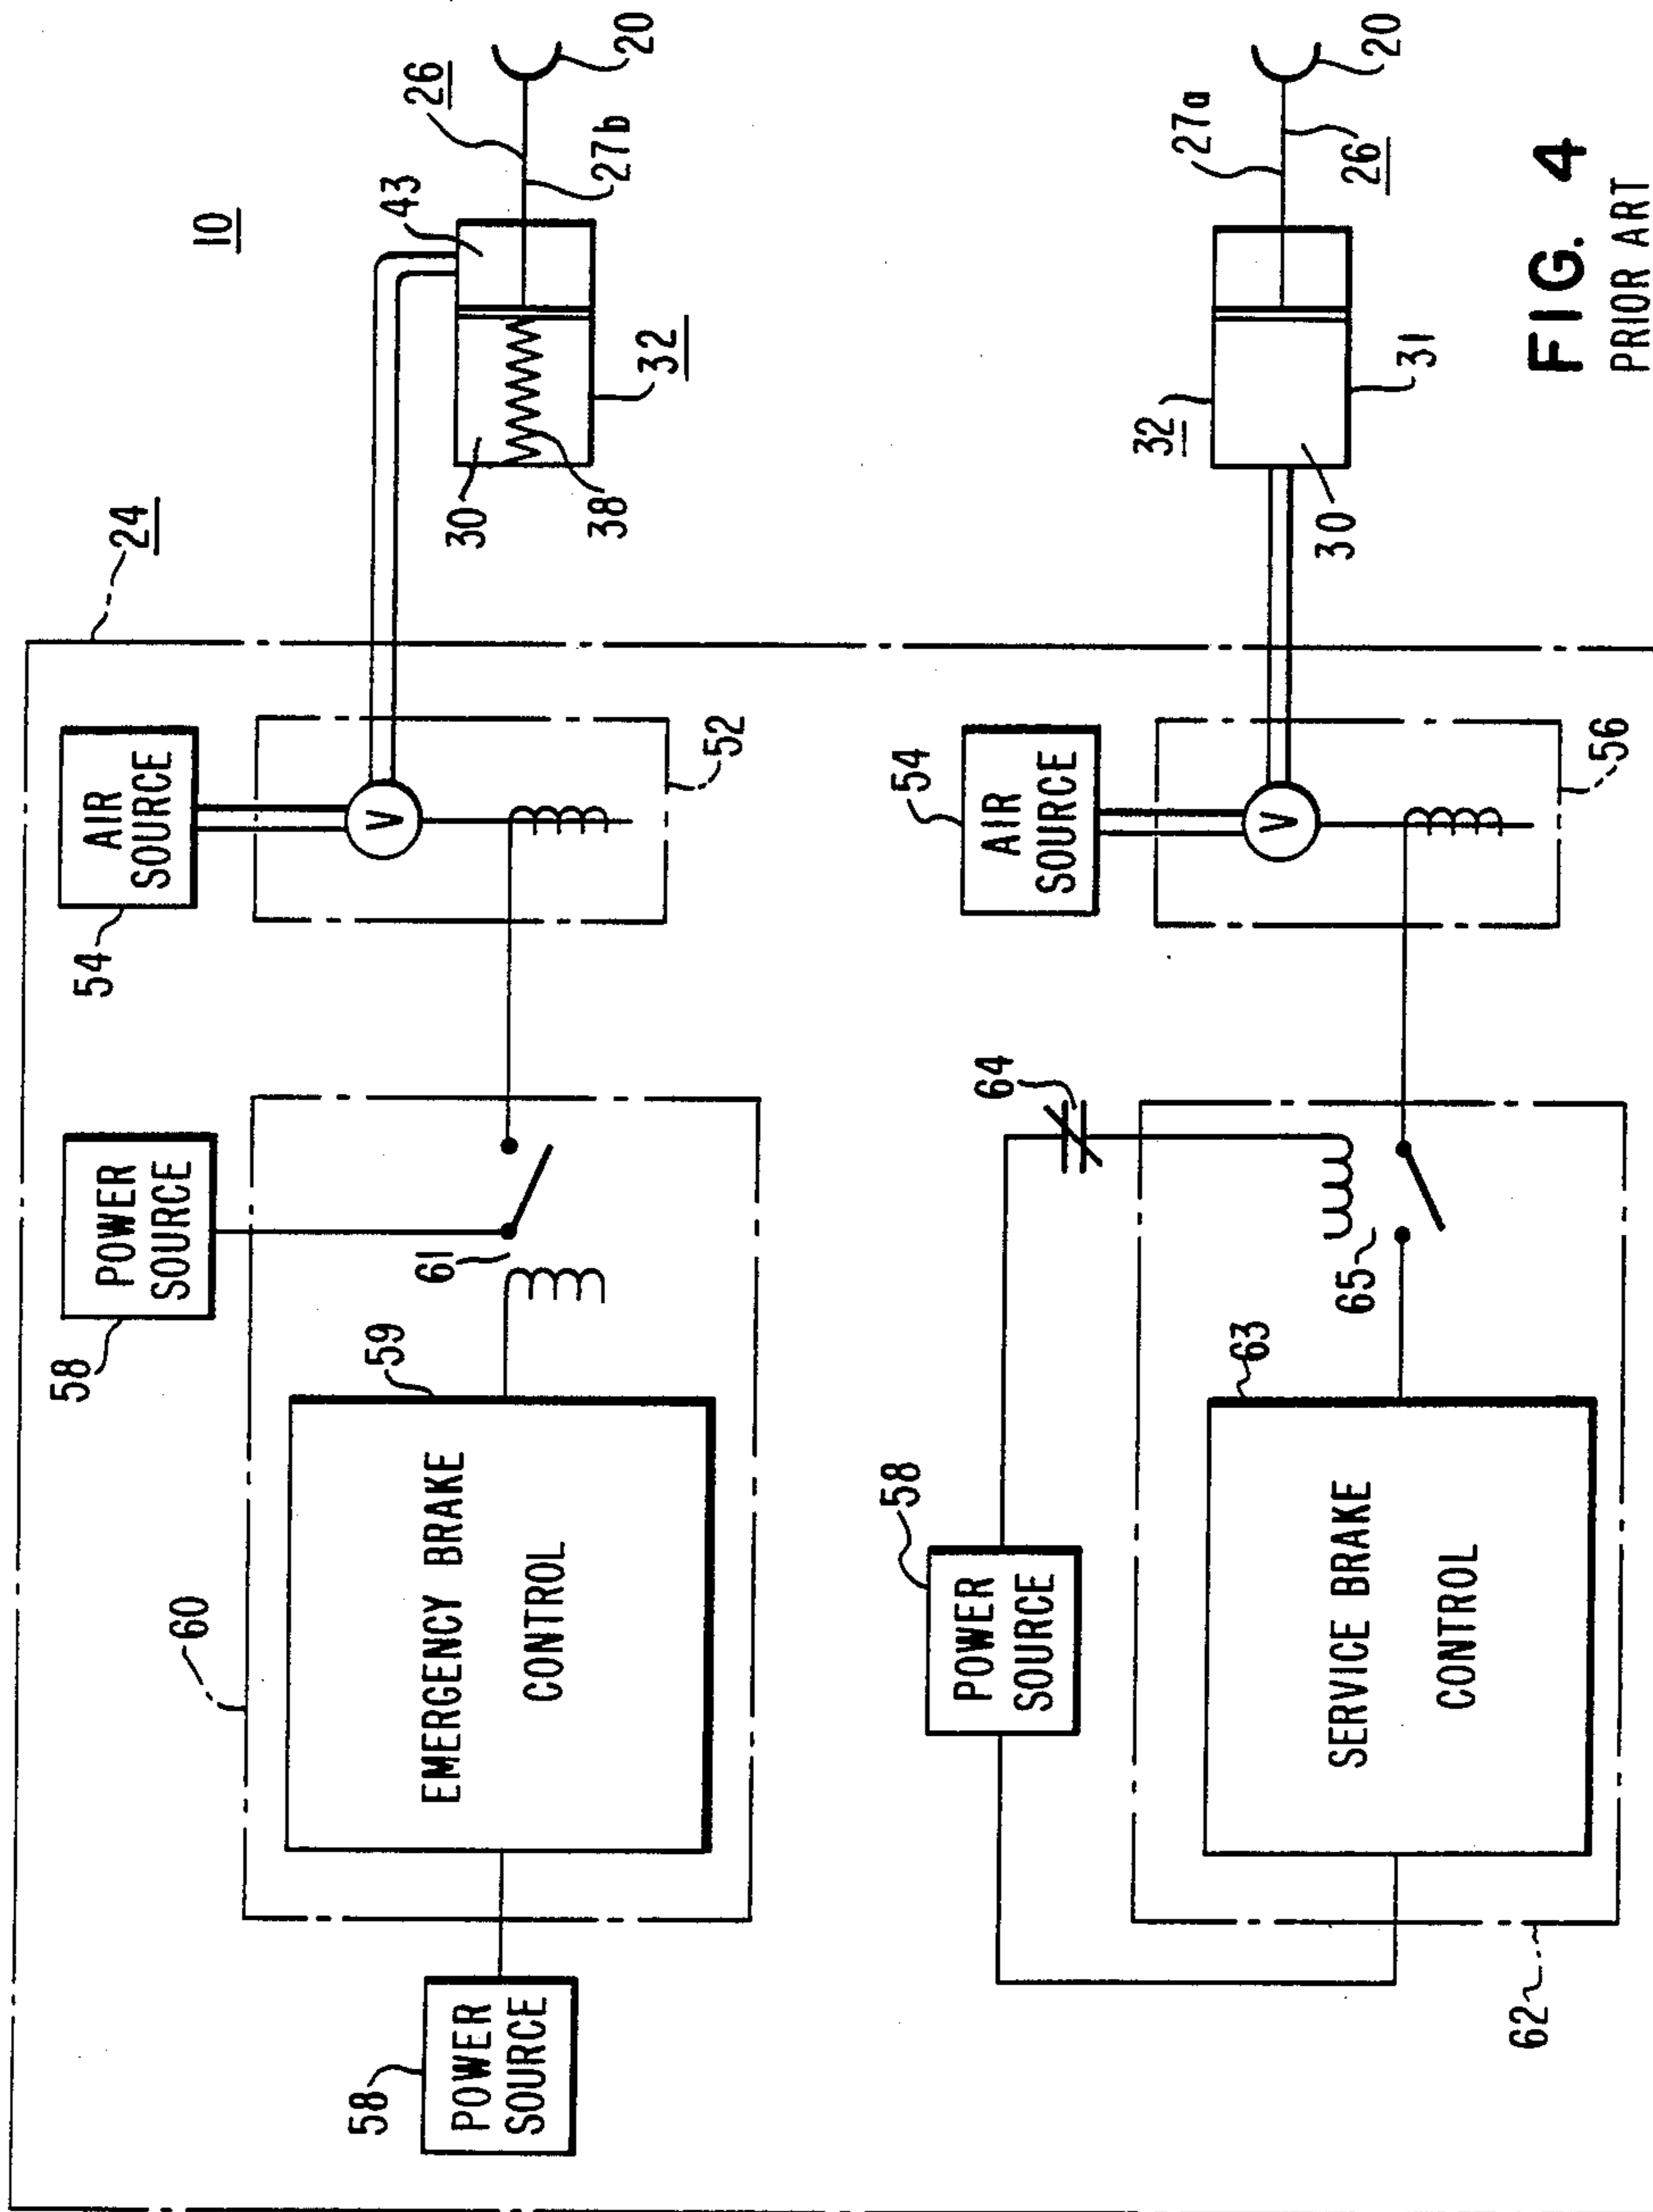 10
24
58
POWER
SOURCE
60
EMERGENCY BRAKE
CONTROL
59
61
58
POWER
SOURCE
54
AIR
SOURCE
V
52
43
30
38
32
26
27b
20
58
POWER
SOURCE
62
SERVICE BRAKE
CONTROL
63
65
64
54
AIR
SOURCE
V
56
32
30
31
27a
26
20
FIG. 4
PRIOR ART